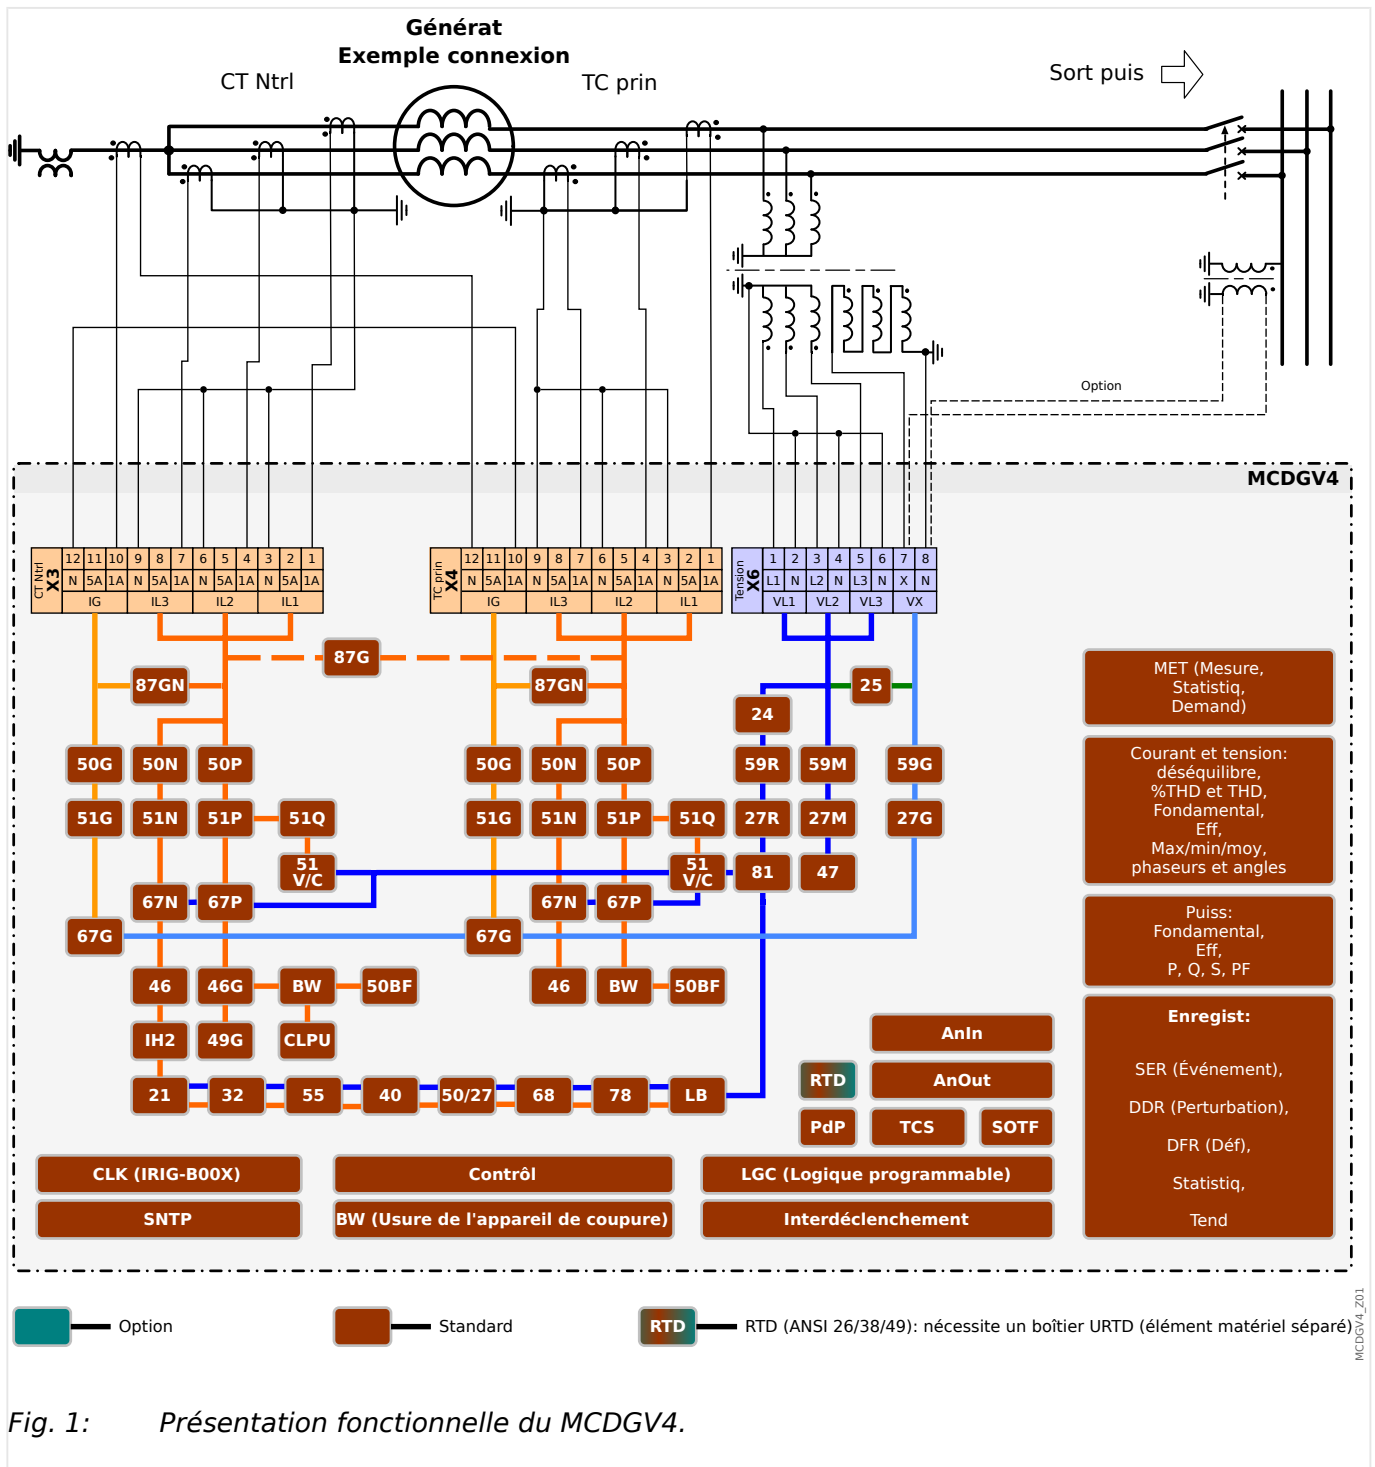 Générat
Exemple connexion
CT Ntrl
TC prin
Sort puis
Option
MCDGV4
CT Ntrl
X3
12 11 10 9 8 7 6 5 4 3 2 1
N 5A 1A N 5A 1A N 5A 1A N 5A 1A
IG IL3 IL2 IL1
TC prin
X4
12 11 10 9 8 7 6 5 4 3 2 1
N 5A 1A N 5A 1A N 5A 1A N 5A 1A
IG IL3 IL2 IL1
Tension
X6
1 2 3 4 5 6 7 8
L1 N L2 N L3 N X N
VL1 VL2 VL3 VX
87G
87GN 87GN 25
24
50G 50N 50P 50G 50N 50P 59R 59M 59G
51G 51N 51P 51Q 51G 51N 51P 51Q 27R 27M 27G
51
V/C
51
V/C
81 47
67N 67P 67N 67P
67G 67G
46 46G BW 50BF 46 BW 50BF
IH2 49G CLPU
21 32 55 40 50/27 68 78 LB
AnIn
RTD AnOut
PdP TCS SOTF
CLK (IRIG-B00X) Contrôl LGC (Logique programmable)
SNTP BW (Usure de l'appareil de coupure) Interdéclenchement
MET (Mesure,
Statistiq,
Demand)
Courant et tension:
déséquilibre,
%THD et THD,
Fondamental,
Eff,
Max/min/moy,
phaseurs et angles
Puiss:
Fondamental,
Eff,
P, Q, S, PF
Enregist:
SER (Événement),
DDR (Perturbation),
DFR (Déf),
Statistiq,
Tend
Option
Standard
RTD
RTD (ANSI 26/38/49): nécessite un boîtier URTD (élément matériel séparé)
MCDGV4_Z01
Fig. 1: Présentation fonctionnelle du MCDGV4.